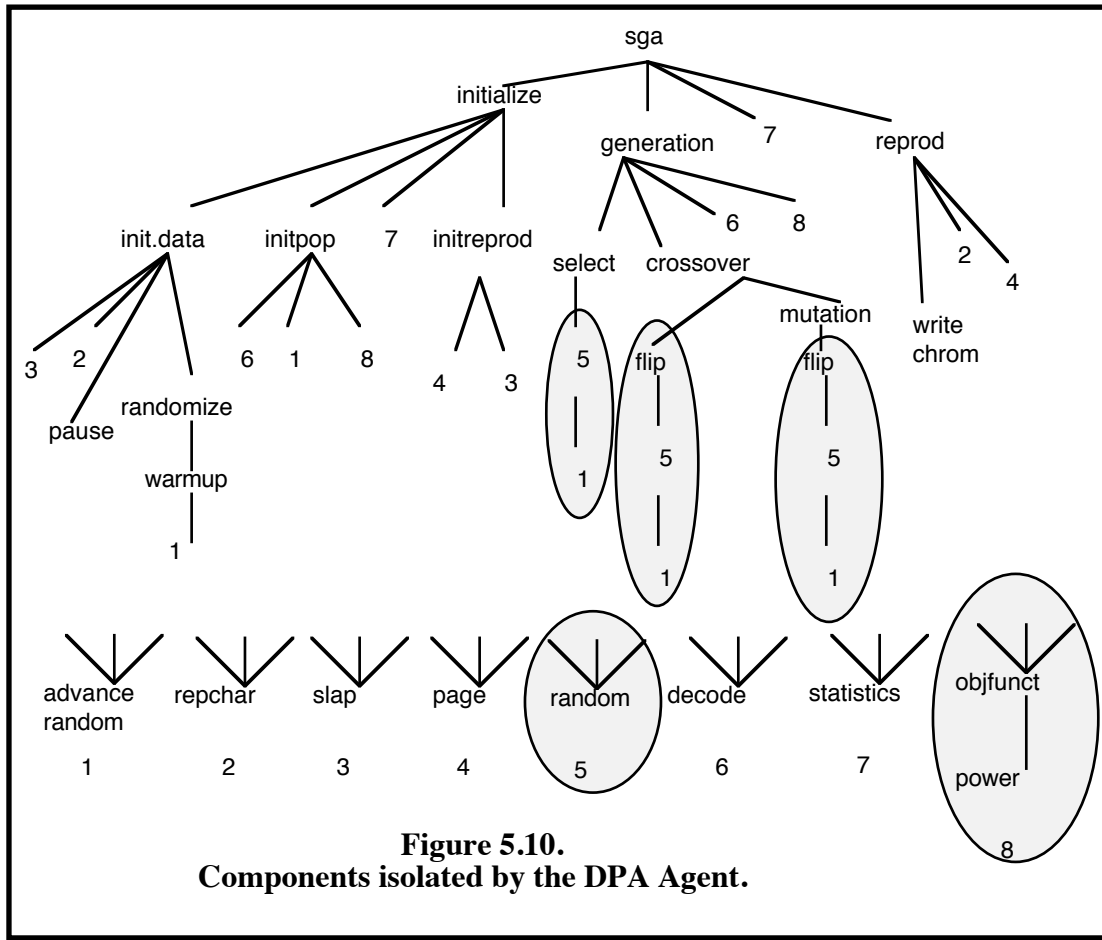 sga
initialize
7
generation
reprod
6
8
init.data
initpop
7
initreprod
select
crossover
2
4
mutation
write
chrom
3
2
6
1
8
4
3
5
flip
flip
pause
randomize
warmup
1
1
5
5
1
1
advance
random
repchar
slap
page
random
decode
statistics
objfunct
power
1
2
3
4
5
6
7
8
Figure 5.10.
Components isolated by the DPA Agent.